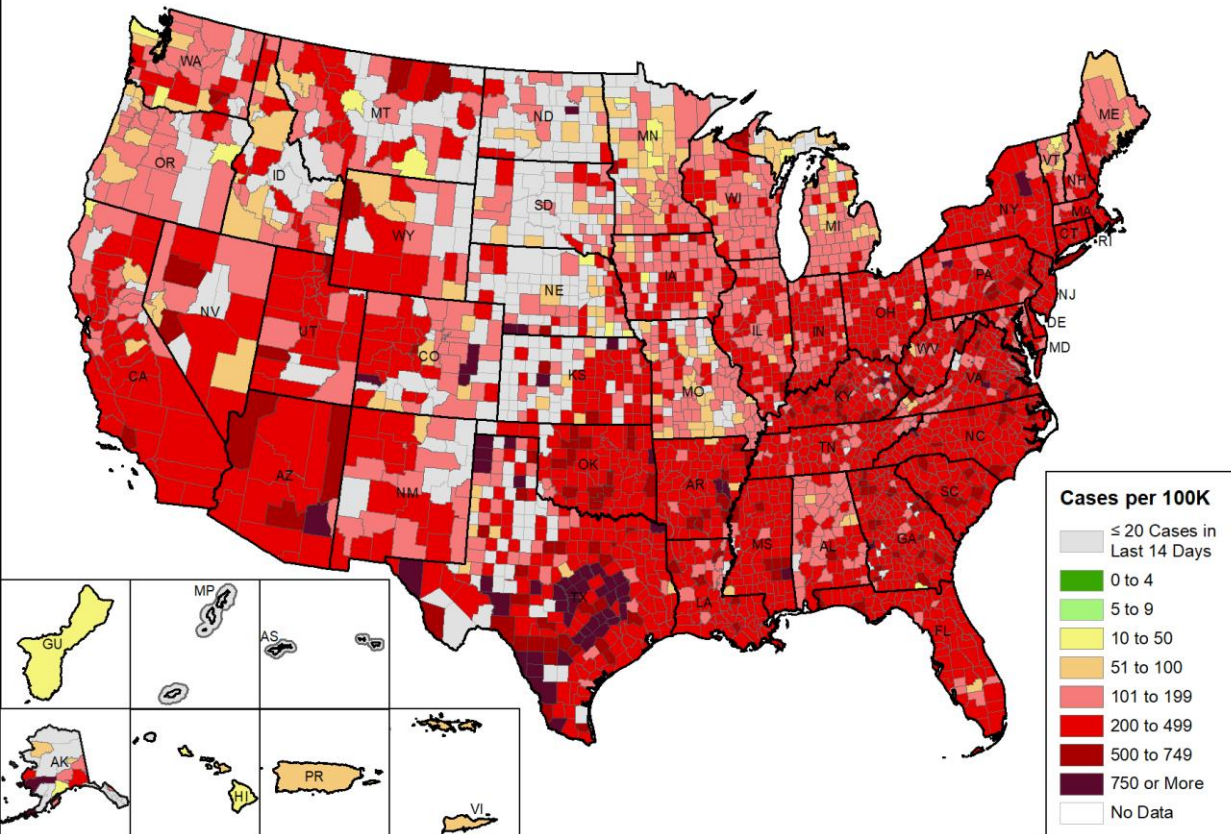 WA
MT
ND
MN
ME
OR
ID
SD
WI
MI
VT
NH
NY
MA
CT
RI
WY
IA
PA
NJ
NE
NV
UT
CO
IL
IN
OH
DE
MD
WV
VA
CA
KS
MO
KY
AZ
NM
OK
AR
TN
NC
SC
MS
AL
GA
TX
LA
FL
GU
MP
AS
AK
HI
PR
VI
Cases per 100K
≤ 20 Cases in
Last 14 Days
0 to 4
5 to 9
10 to 50
51 to 100
101 to 199
200 to 499
500 to 749
750 or More
No Data